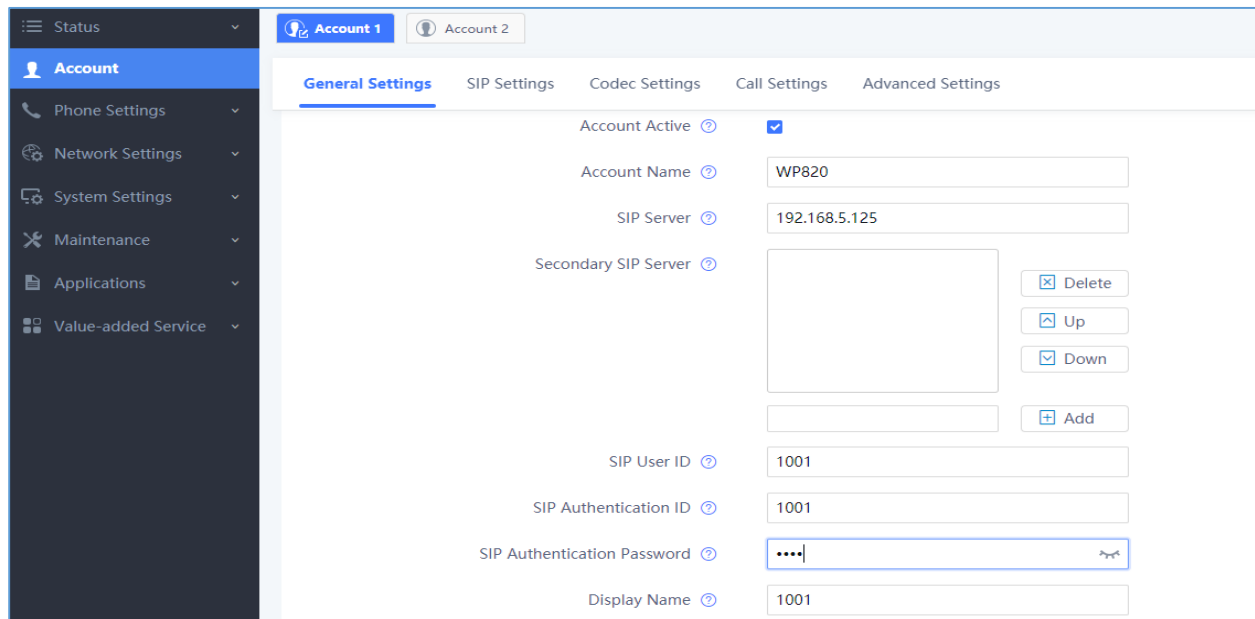 Status
Account
Phone Settings
Network Settings
System Settings
Maintenance
Applications
Value-added Service
Account 1
Account 2
General Settings
SIP Settings
Codec Settings
Call Settings
Advanced Settings
Account Active
Account Name
WP820
SIP Server
192.168.5.125
Secondary SIP Server
Delete
Up
Down
Add
SIP User ID
1001
SIP Authentication ID
1001
SIP Authentication Password
••••
Display Name
1001